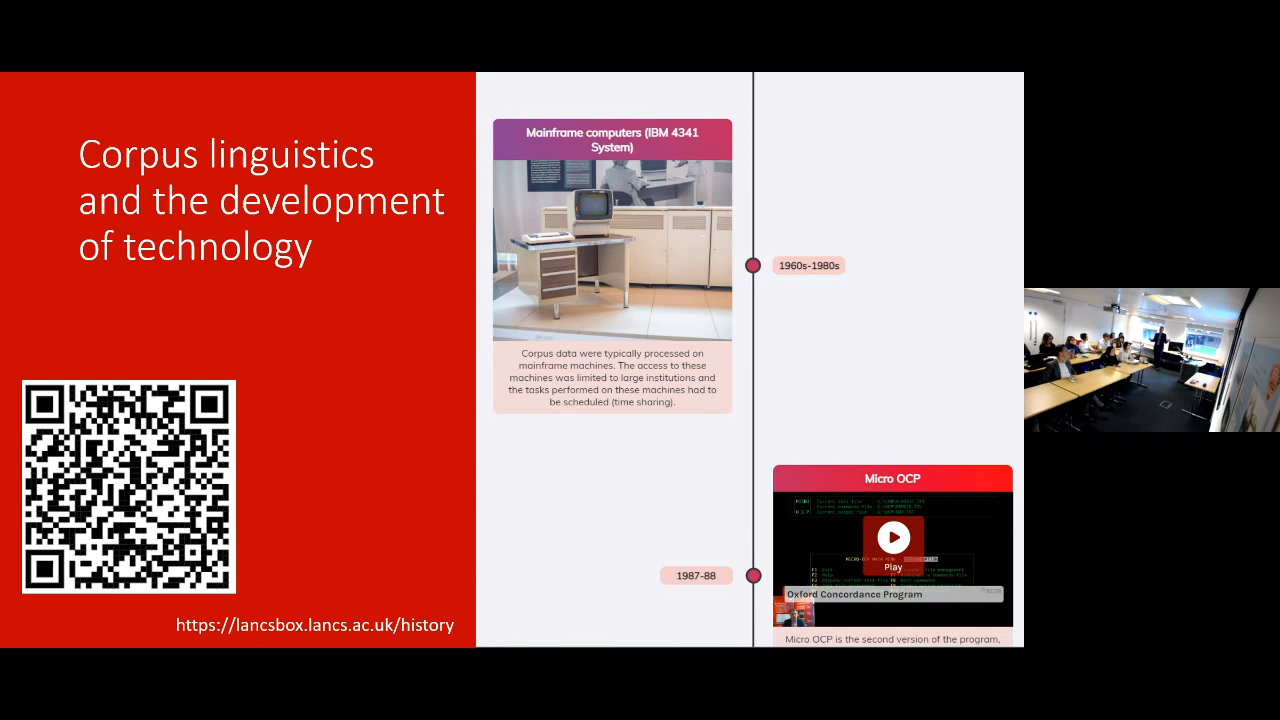 Corpus linguistics
and the development
of technology
https://lancsbox.lancs.ac.uk/history
Mainframe computers (IBM 4341
System)
Corpus data were typically processed on
mainframe machines. The access to these
machines was limited to large institutions and
the tasks performed on these machines had to
be scheduled (time sharing).
1960s-1980s
1987-88
Micro OCP
Play
Oxford Concordance Program
Micro OCP is the second version of the program,